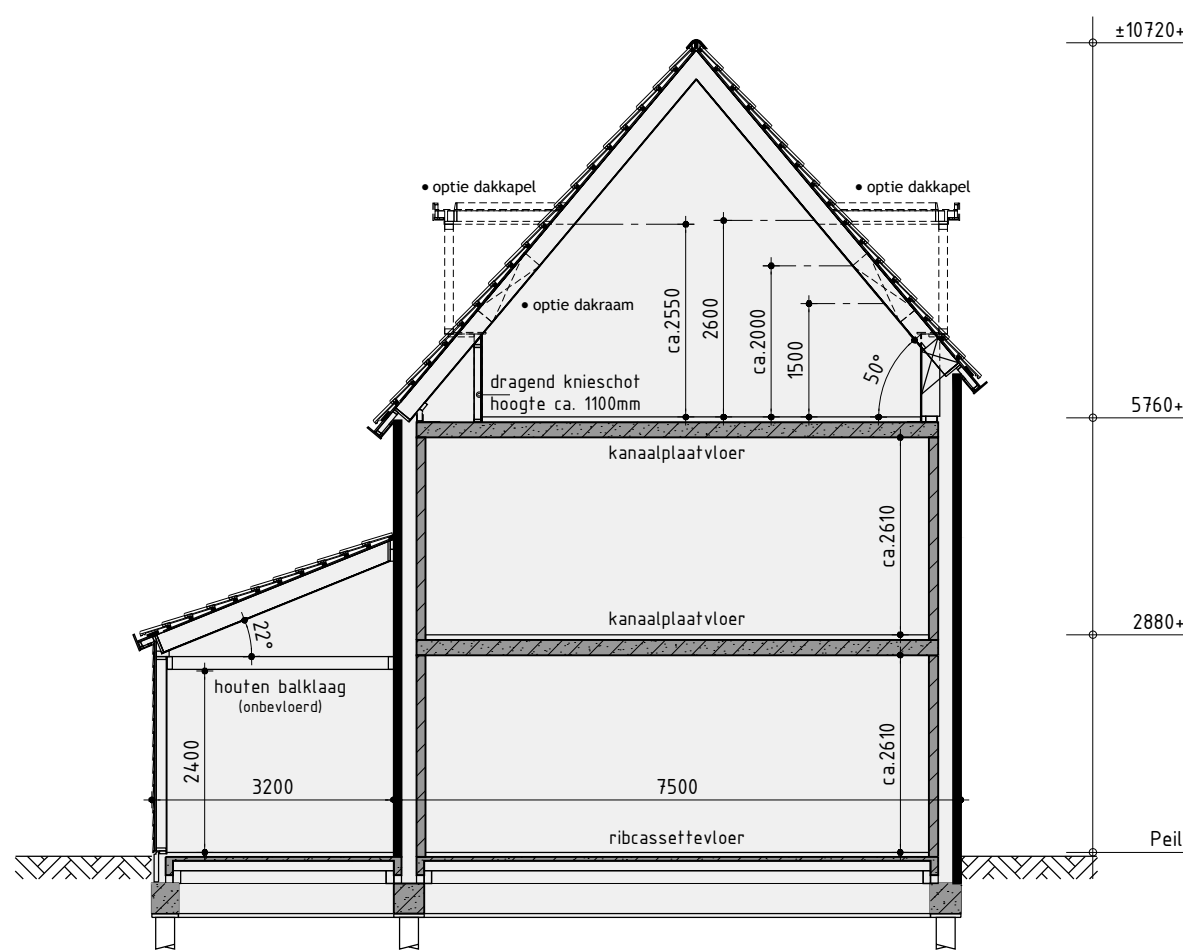 ±10720+
• optie dakkapel
• optie dakkapel
• optie dakraam
ca.2550
2600
ca.2000
1500
50°
dragend knieschot
hoogte ca. 1100mm
5760+
kanaalplaatvloer
ca.2610
kanaalplaatvloer
2880+
22°
houten balklaag
(onbevloerd)
2400
ca.2610
3200
7500
ribcassettevloer
Peil